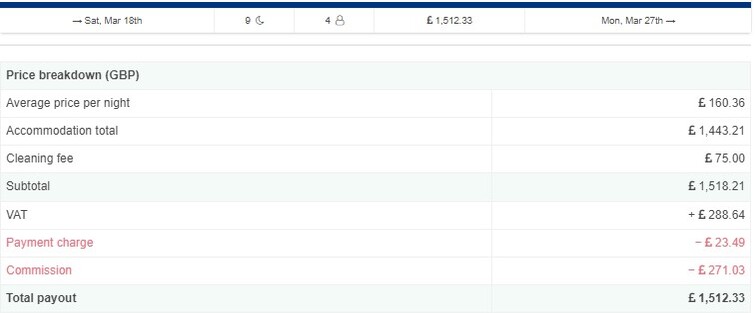 → Sat, Mar 18th 9 4 £ 1,512.33 Mon, Mar 27th →
Price breakdown (GBP)
Average price per night £ 160.36
Accommodation total £ 1,443.21
Cleaning fee £ 75.00
Subtotal £ 1,518.21
VAT + £ 288.64
Payment charge − £ 23.49
Commission − £ 271.03
Total payout £ 1,512.33